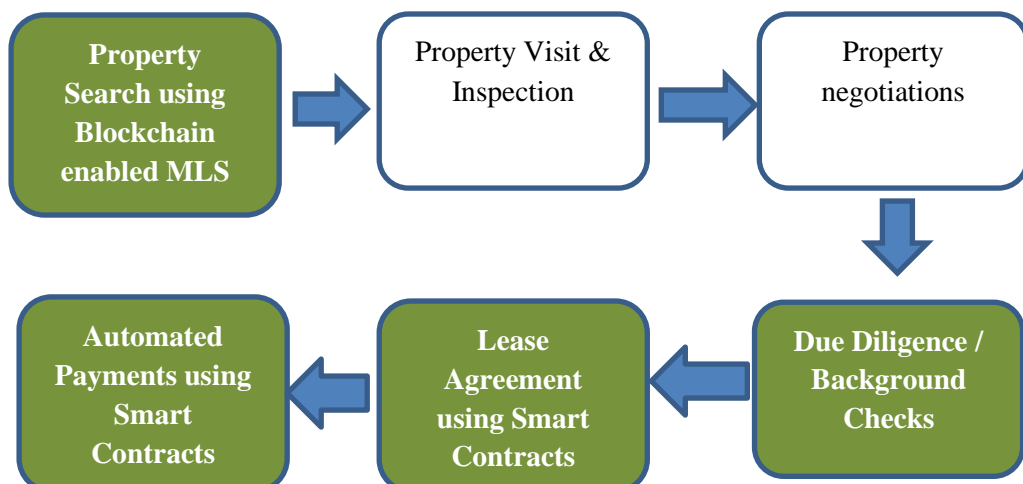 Property
Search using
Blockchain
enabled MLS
Property Visit &
Inspection
Property
negotiations
Due Diligence /
Background
Checks
Lease
Agreement
using Smart
Contracts
Automated
Payments using
Smart
Contracts